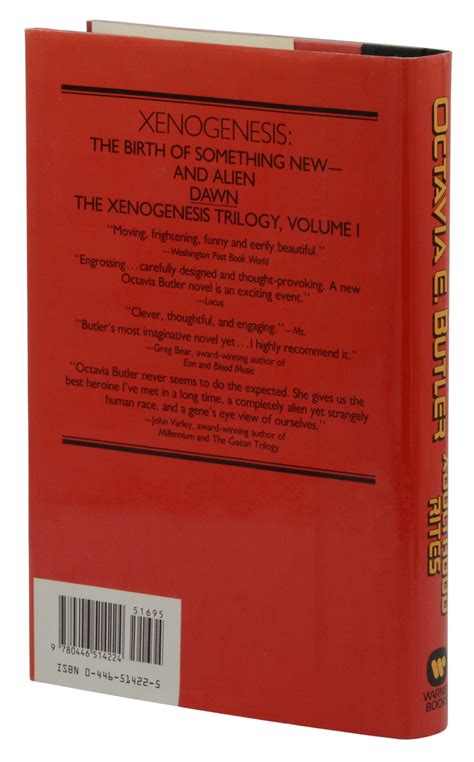 XENOGENESIS:
THE BIRTH OF SOMETHING NEW—
AND ALIEN
DAWN
THE XENOGENESIS TRILOGY, VOLUME I
"Moving, frightening, funny and eerily beautiful."
—Washington Post Book World
"Engrossing...carefully designed and thought-provoking. A new
Octavia Butler novel is an exciting event."
—Locus
"Clever, thoughtful, and engaging."—Ms.
"Butler's most imaginative novel yet...I highly recommend it."
—Greg Bear, award-winning author of
Eon and Blood Music
"Octavia Butler never seems to do the expected. She gives us the
best heroine I've met in a long time, a completely alien yet strangely
human race, and a gene's eye view of ourselves."
—John Varley, award-winning author of
Millennium and The Gaean Trilogy
51695
9 780446 514224
ISBN 0-446-51422-5
OCTAVIA E. BUTLER
ADULTHOOD
RITES
WARNER
BOOKS